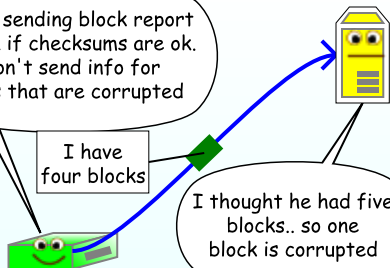 sending block report
if checksums are ok.
send info for
that are corrupted
I have
four blocks
I thought he had five
blocks.. so one
block is corrupted